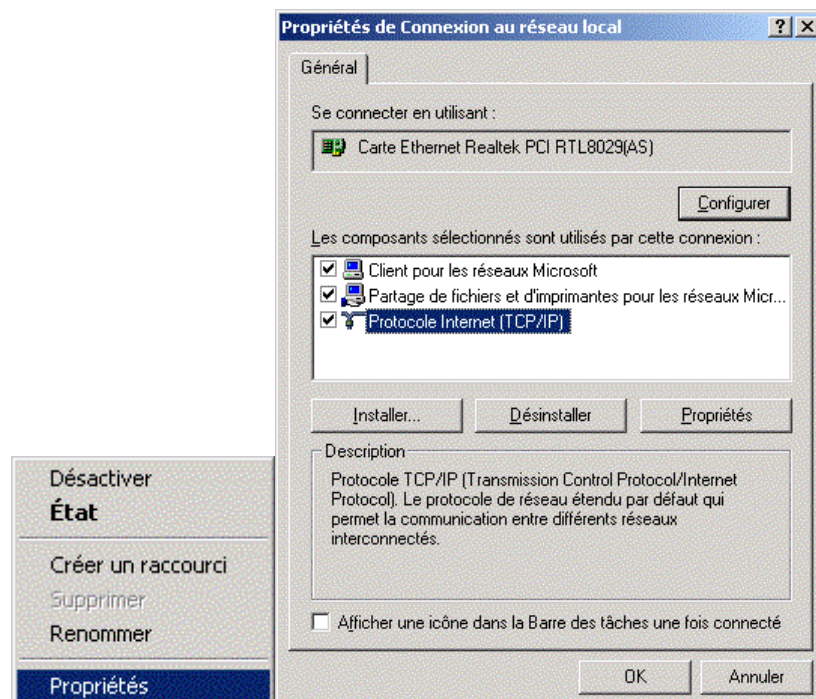 Propriétés de Connexion au réseau local
Général
Se connecter en utilisant :
Carte Ethernet Realtek PCI RTL8029(AS)
Configurer
Les composants sélectionnés sont utilisés par cette connexion :
Client pour les réseaux Microsoft
Partage de fichiers et d'imprimantes pour les réseaux Micr...
Protocole Internet (TCP/IP)
Installer...
Désinstaller
Propriétés
Description
Protocole TCP/IP (Transmission Control Protocol/Internet
Protocol). Le protocole de réseau étendu par défaut qui
permet la communication entre différents réseaux
interconnectés.
Afficher une icône dans la Barre des tâches une fois connecté
OK
Annuler
Désactiver
État
Créer un raccourci
Supprimer
Renommer
Propriétés